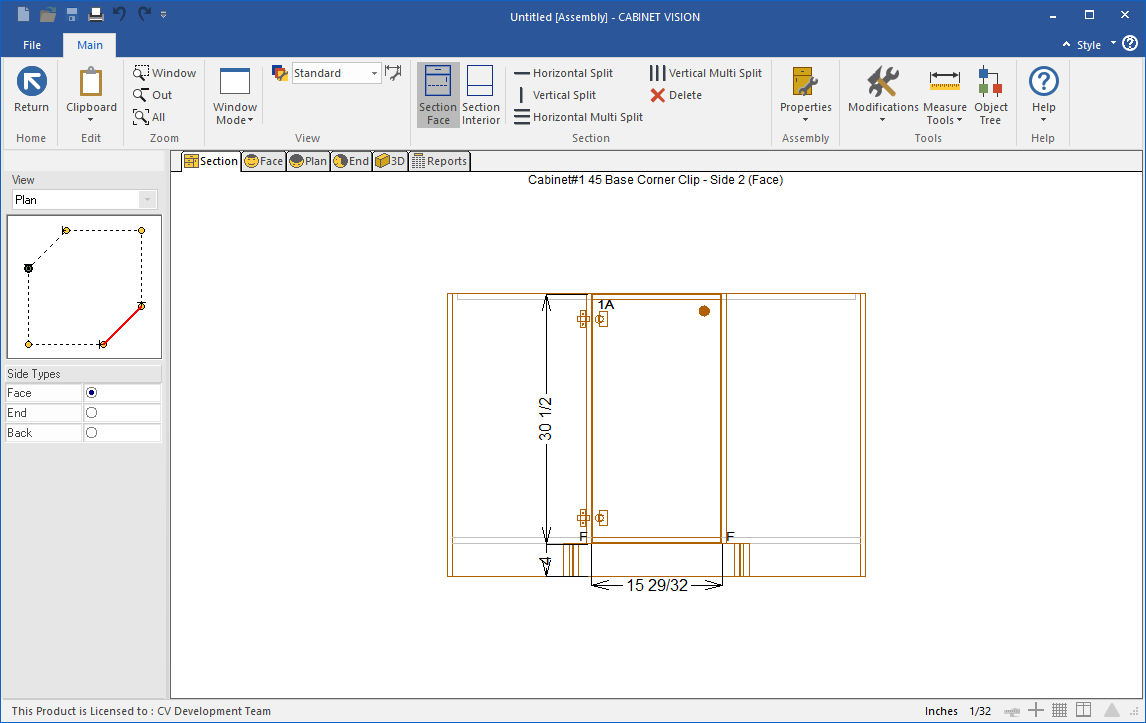 Untitled [Assembly] - CABINET VISION
File Main Style
Return Clipboard Window Out All Window Mode Standard Section Face Section Interior Horizontal Split Vertical Split Horizontal Multi Split Vertical Multi Split Delete Properties Modifications Measure Tools Object Tree Help
Home Edit Zoom View Section Assembly Tools Help
Section Face Plan End 3D Reports
View
Plan
Side Types
Face
End
Back
Cabinet#1 45 Base Corner Clip - Side 2 (Face)
1A
30 1/2
F F
4
15 29/32
This Product is Licensed to : CV Development Team Inches 1/32